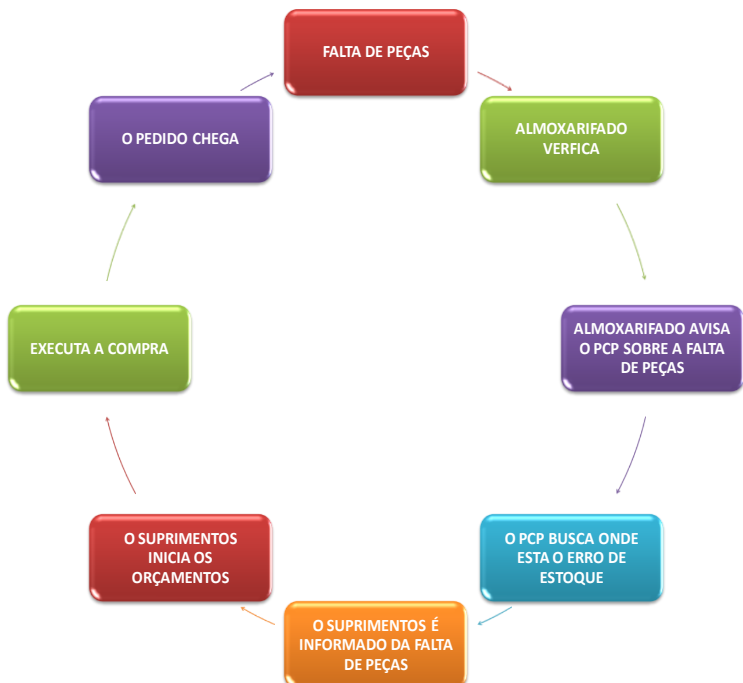 FALTA DE PEÇAS
ALMOXARIFADO
VERFICA
ALMOXARIFADO AVISA
O PCP SOBRE A FALTA
DE PEÇAS
O PCP BUSCA ONDE
ESTA O ERRO DE
ESTOQUE
O SUPRIMENTOS É
INFORMADO DA FALTA
DE PEÇAS
O SUPRIMENTOS
INICIA OS
ORÇAMENTOS
EXECUTA A COMPRA
O PEDIDO CHEGA